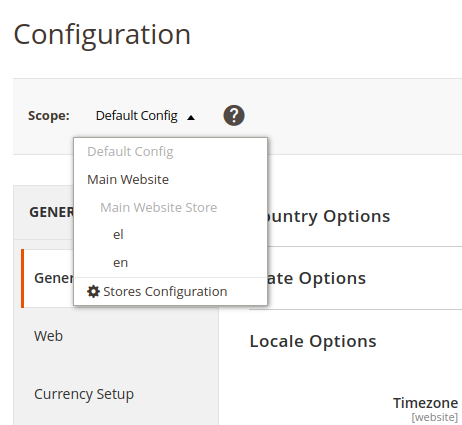 Configuration
Scope: Default Config
Default Config
Main Website
Main Website Store
el
en
Stores Configuration
GENER
Gener
Web
Currency Setup
ountry Options
ate Options
Locale Options
Timezone
[website]